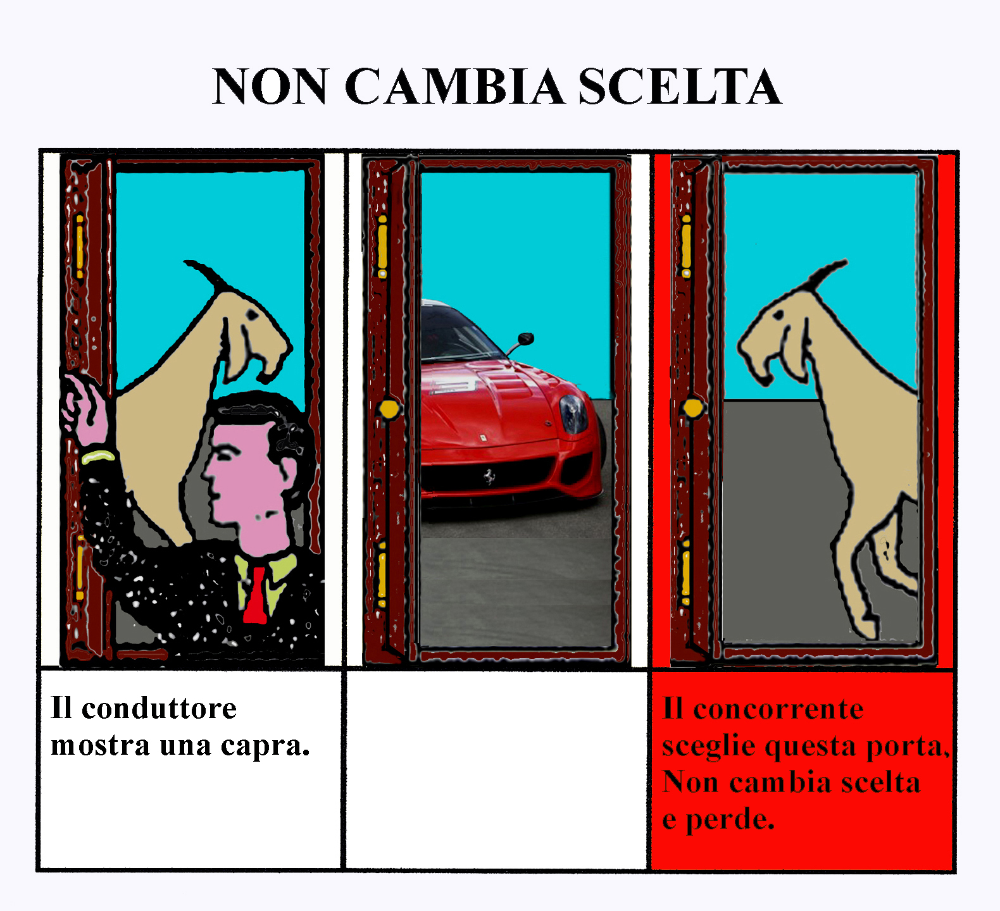 NON CAMBIA SCELTA
Il conduttore
mostra una capra.
Il concorrente
sceglie questa porta,
Non cambia scelta
e perde.